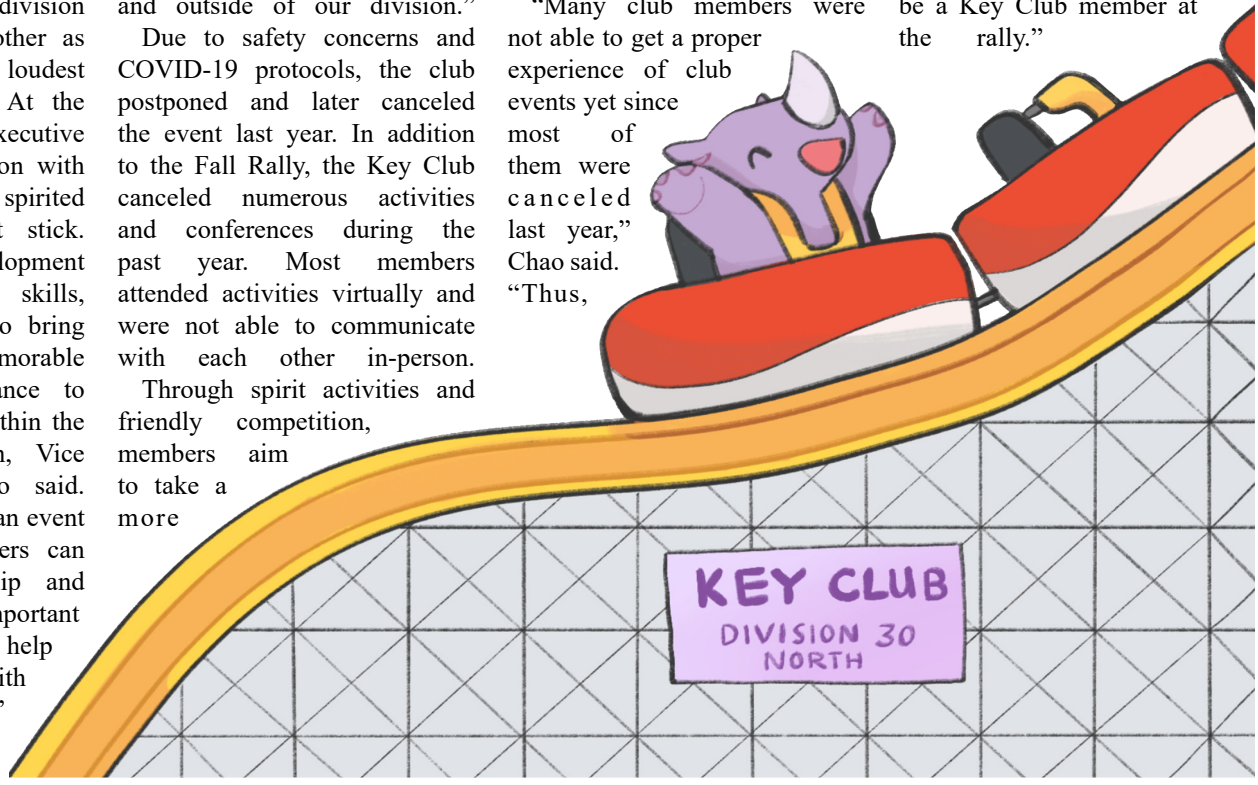 division
other as
loudest
At the
xecutive
on with
spirited
t stick.
lopment
skills,
o bring
morable
ance to
thin the
n, Vice
o said.
an event
ers can
ip and
mportant
help
ith
”
and outside of our division.”
Due to safety concerns and
COVID-19 protocols, the club
postponed and later canceled
the event last year. In addition
to the Fall Rally, the Key Club
canceled numerous activities
and conferences during the
past year. Most members
attended activities virtually and
were not able to communicate
with each other in-person.
Through spirit activities and
friendly competition,
members aim
to take a
more
“Many club members were
not able to get a proper
experience of club
events yet since
most of
them were
canceled
last year,”
Chao said.
“Thus,
be a Key Club member at
the rally.”
KEY CLUB
DIVISION 30
NORTH